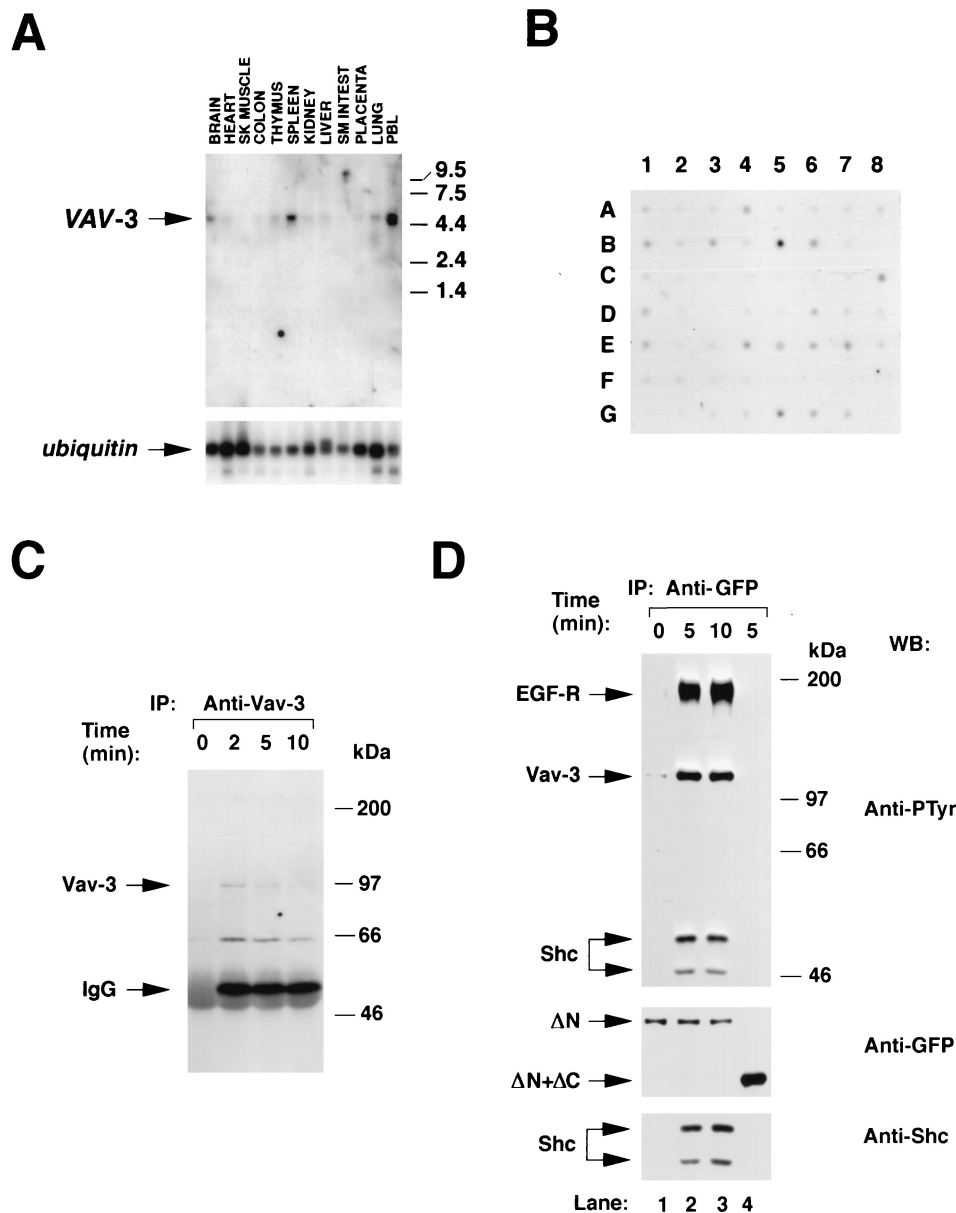 A
BRAIN
HEART
SK MUSCLE
COLON
THYMUS
SPLEEN
KIDNEY
LIVER
SM INTEST
PLACENTA
LUNG
PBL
VAV-3
9.5
7.5
4.4
2.4
1.4
ubiquitin
B
1 2 3 4 5 6 7 8
A
B
C
D
E
F
G
C
IP: Anti-Vav-3
Time
(min):
0 2 5 10
kDa
200
Vav-3
97
66
IgG
46
D
IP: Anti-GFP
Time
(min):
0 5 10 5
kDa
WB:
200
EGF-R
Vav-3
97
Anti-PTyr
66
Shc
46
ΔN
Anti-GFP
ΔN+ΔC
Shc
Anti-Shc
Lane: 1 2 3 4